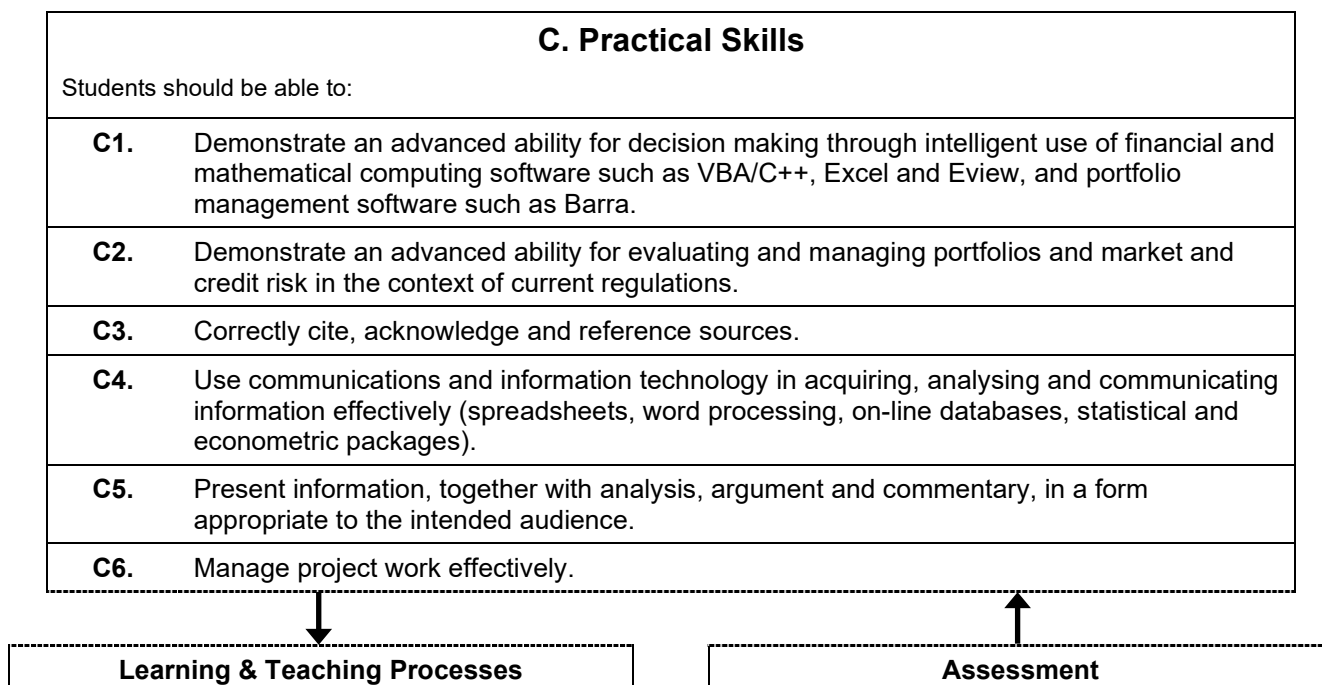 C. Practical Skills
Students should be able to:
C1. Demonstrate an advanced ability for decision making through intelligent use of financial and
mathematical computing software such as VBA/C++, Excel and Eview, and portfolio
management software such as Barra.
C2. Demonstrate an advanced ability for evaluating and managing portfolios and market and
credit risk in the context of current regulations.
C3. Correctly cite, acknowledge and reference sources.
C4. Use communications and information technology in acquiring, analysing and communicating
information effectively (spreadsheets, word processing, on-line databases, statistical and
econometric packages).
C5. Present information, together with analysis, argument and commentary, in a form
appropriate to the intended audience.
C6. Manage project work effectively.
Learning & Teaching Processes
Assessment